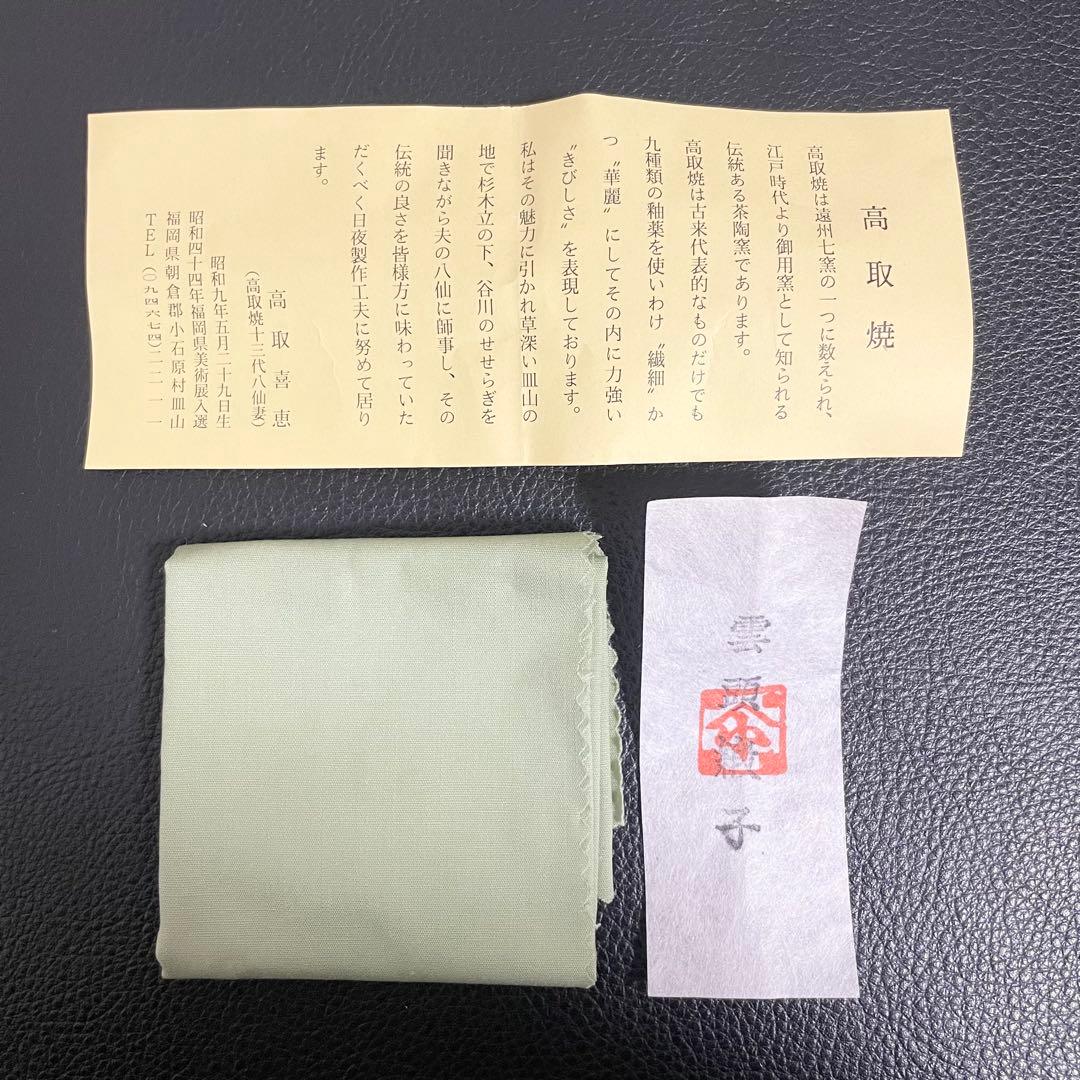 高取焼
高取焼は遠州七窯の一つに数えられ、
江戸時代より御用窯として知られる
伝統ある茶陶窯であります。
高取焼は古来代表的なものだけでも
九種類の釉薬を使いわけ〝繊細〟か
つ〝華麗〟にしてその内に力強い
〝きびしさ〟を表現しております。
私はその魅力に引かれ草深い皿山の
地で杉木立の下、谷川のせせらぎを
聞きながら夫の八仙に師事し、その
伝統の良さを皆様方に味わっていた
だくべく日夜製作工夫に努めて居り
ます。
高取喜恵
(高取焼十三代八仙妻)
昭和九年五月二十九日生
昭和四十四年福岡県美術展入選
福岡県朝倉郡小石原村皿山
TEL(〇九四六七四)二一一一
雲頭 子